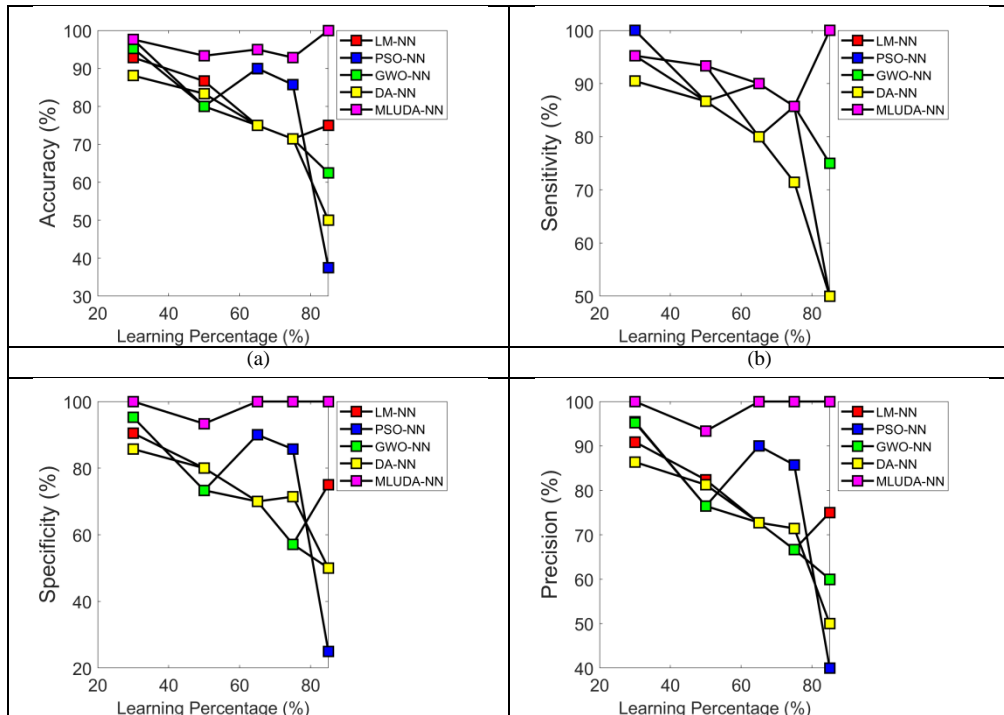 100
90
80
70
60
50
40
30
20 40 60 80
Accuracy (%)
Learning Percentage (%)
LM-NN
PSO-NN
GWO-NN
DA-NN
MLUDA-NN
(a)
100
90
80
70
60
50
20 40 60 80
Sensitivity (%)
Learning Percentage (%)
LM-NN
PSO-NN
GWO-NN
DA-NN
MLUDA-NN
(b)
100
80
60
40
20
20 40 60 80
Specificity (%)
Learning Percentage (%)
LM-NN
PSO-NN
GWO-NN
DA-NN
MLUDA-NN
100
90
80
70
60
50
40
20 40 60 80
Precision (%)
Learning Percentage (%)
LM-NN
PSO-NN
GWO-NN
DA-NN
MLUDA-NN